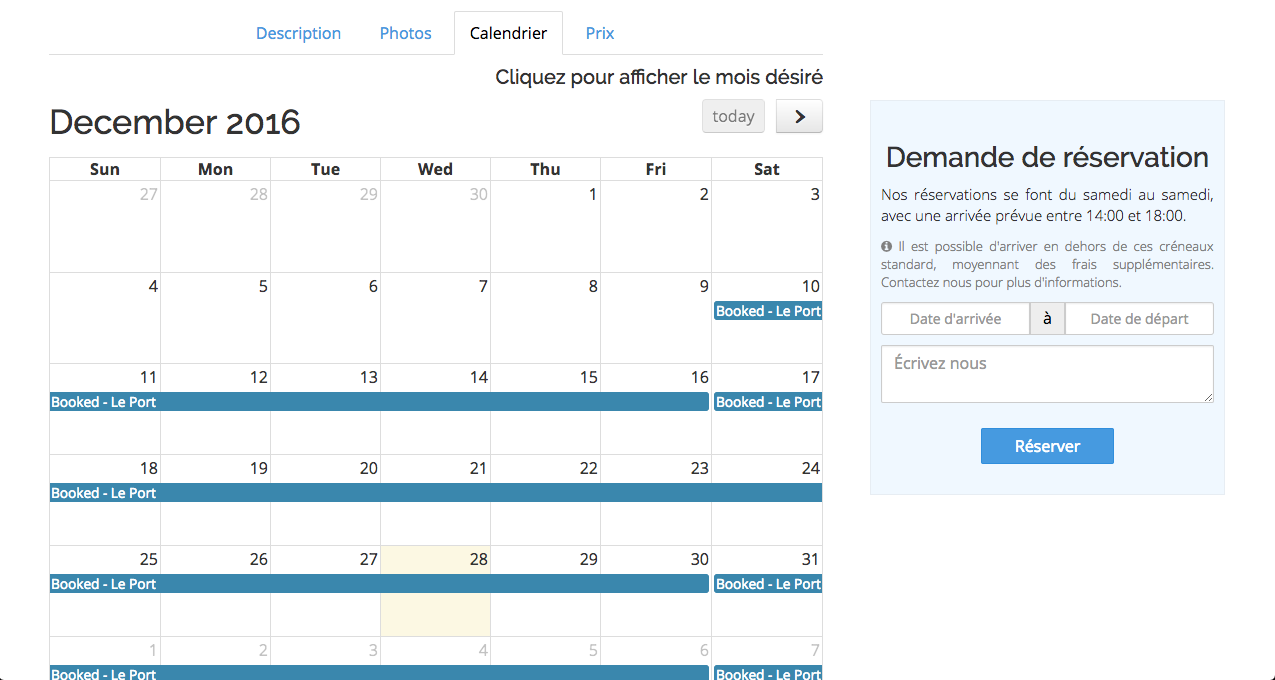 Description Photos Calendrier Prix
Cliquez pour afficher le mois désiré
December 2016
today
Sun Mon Tue Wed Thu Fri Sat
27 28 29 30 1 2 3
4 5 6 7 8 9 10
Booked - Le Port
11 12 13 14 15 16 17
Booked - Le Port Booked - Le Port
18 19 20 21 22 23 24
Booked - Le Port
25 26 27 28 29 30 31
Booked - Le Port Booked - Le Port
1 2 3 4 5 6 7
Booked - Le Port Booked - Le Port
Demande de réservation
Nos réservations se font du samedi au samedi,
avec une arrivée prévue entre 14:00 et 18:00.
Il est possible d'arriver en dehors de ces créneaux
standard, moyennant des frais supplémentaires.
Contactez nous pour plus d'informations.
Date d'arrivée à Date de départ
Écrivez nous
Réserver